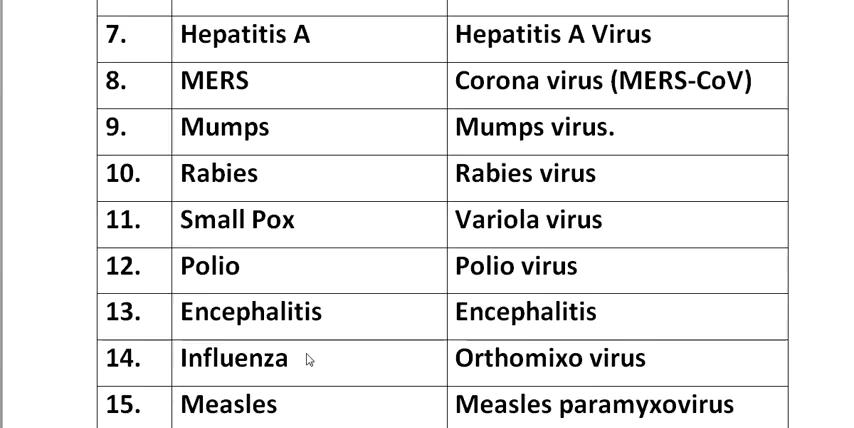 7. Hepatitis A Hepatitis A Virus
8. MERS Corona virus (MERS-CoV)
9. Mumps Mumps virus.
10. Rabies Rabies virus
11. Small Pox Variola virus
12. Polio Polio virus
13. Encephalitis Encephalitis
14. Influenza Orthomixo virus
15. Measles Measles paramyxovirus